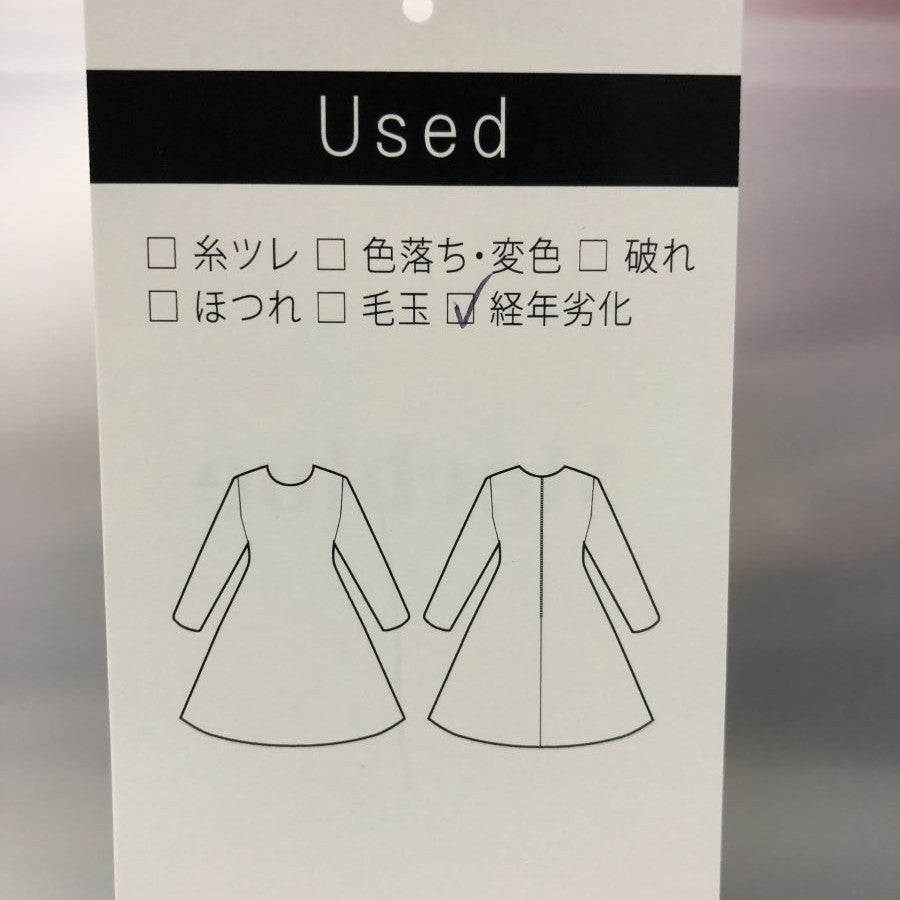 Used
□ 糸ツレ □ 色落ち・変色 □ 破れ
□ ほつれ □ 毛玉 ☑ 経年劣化